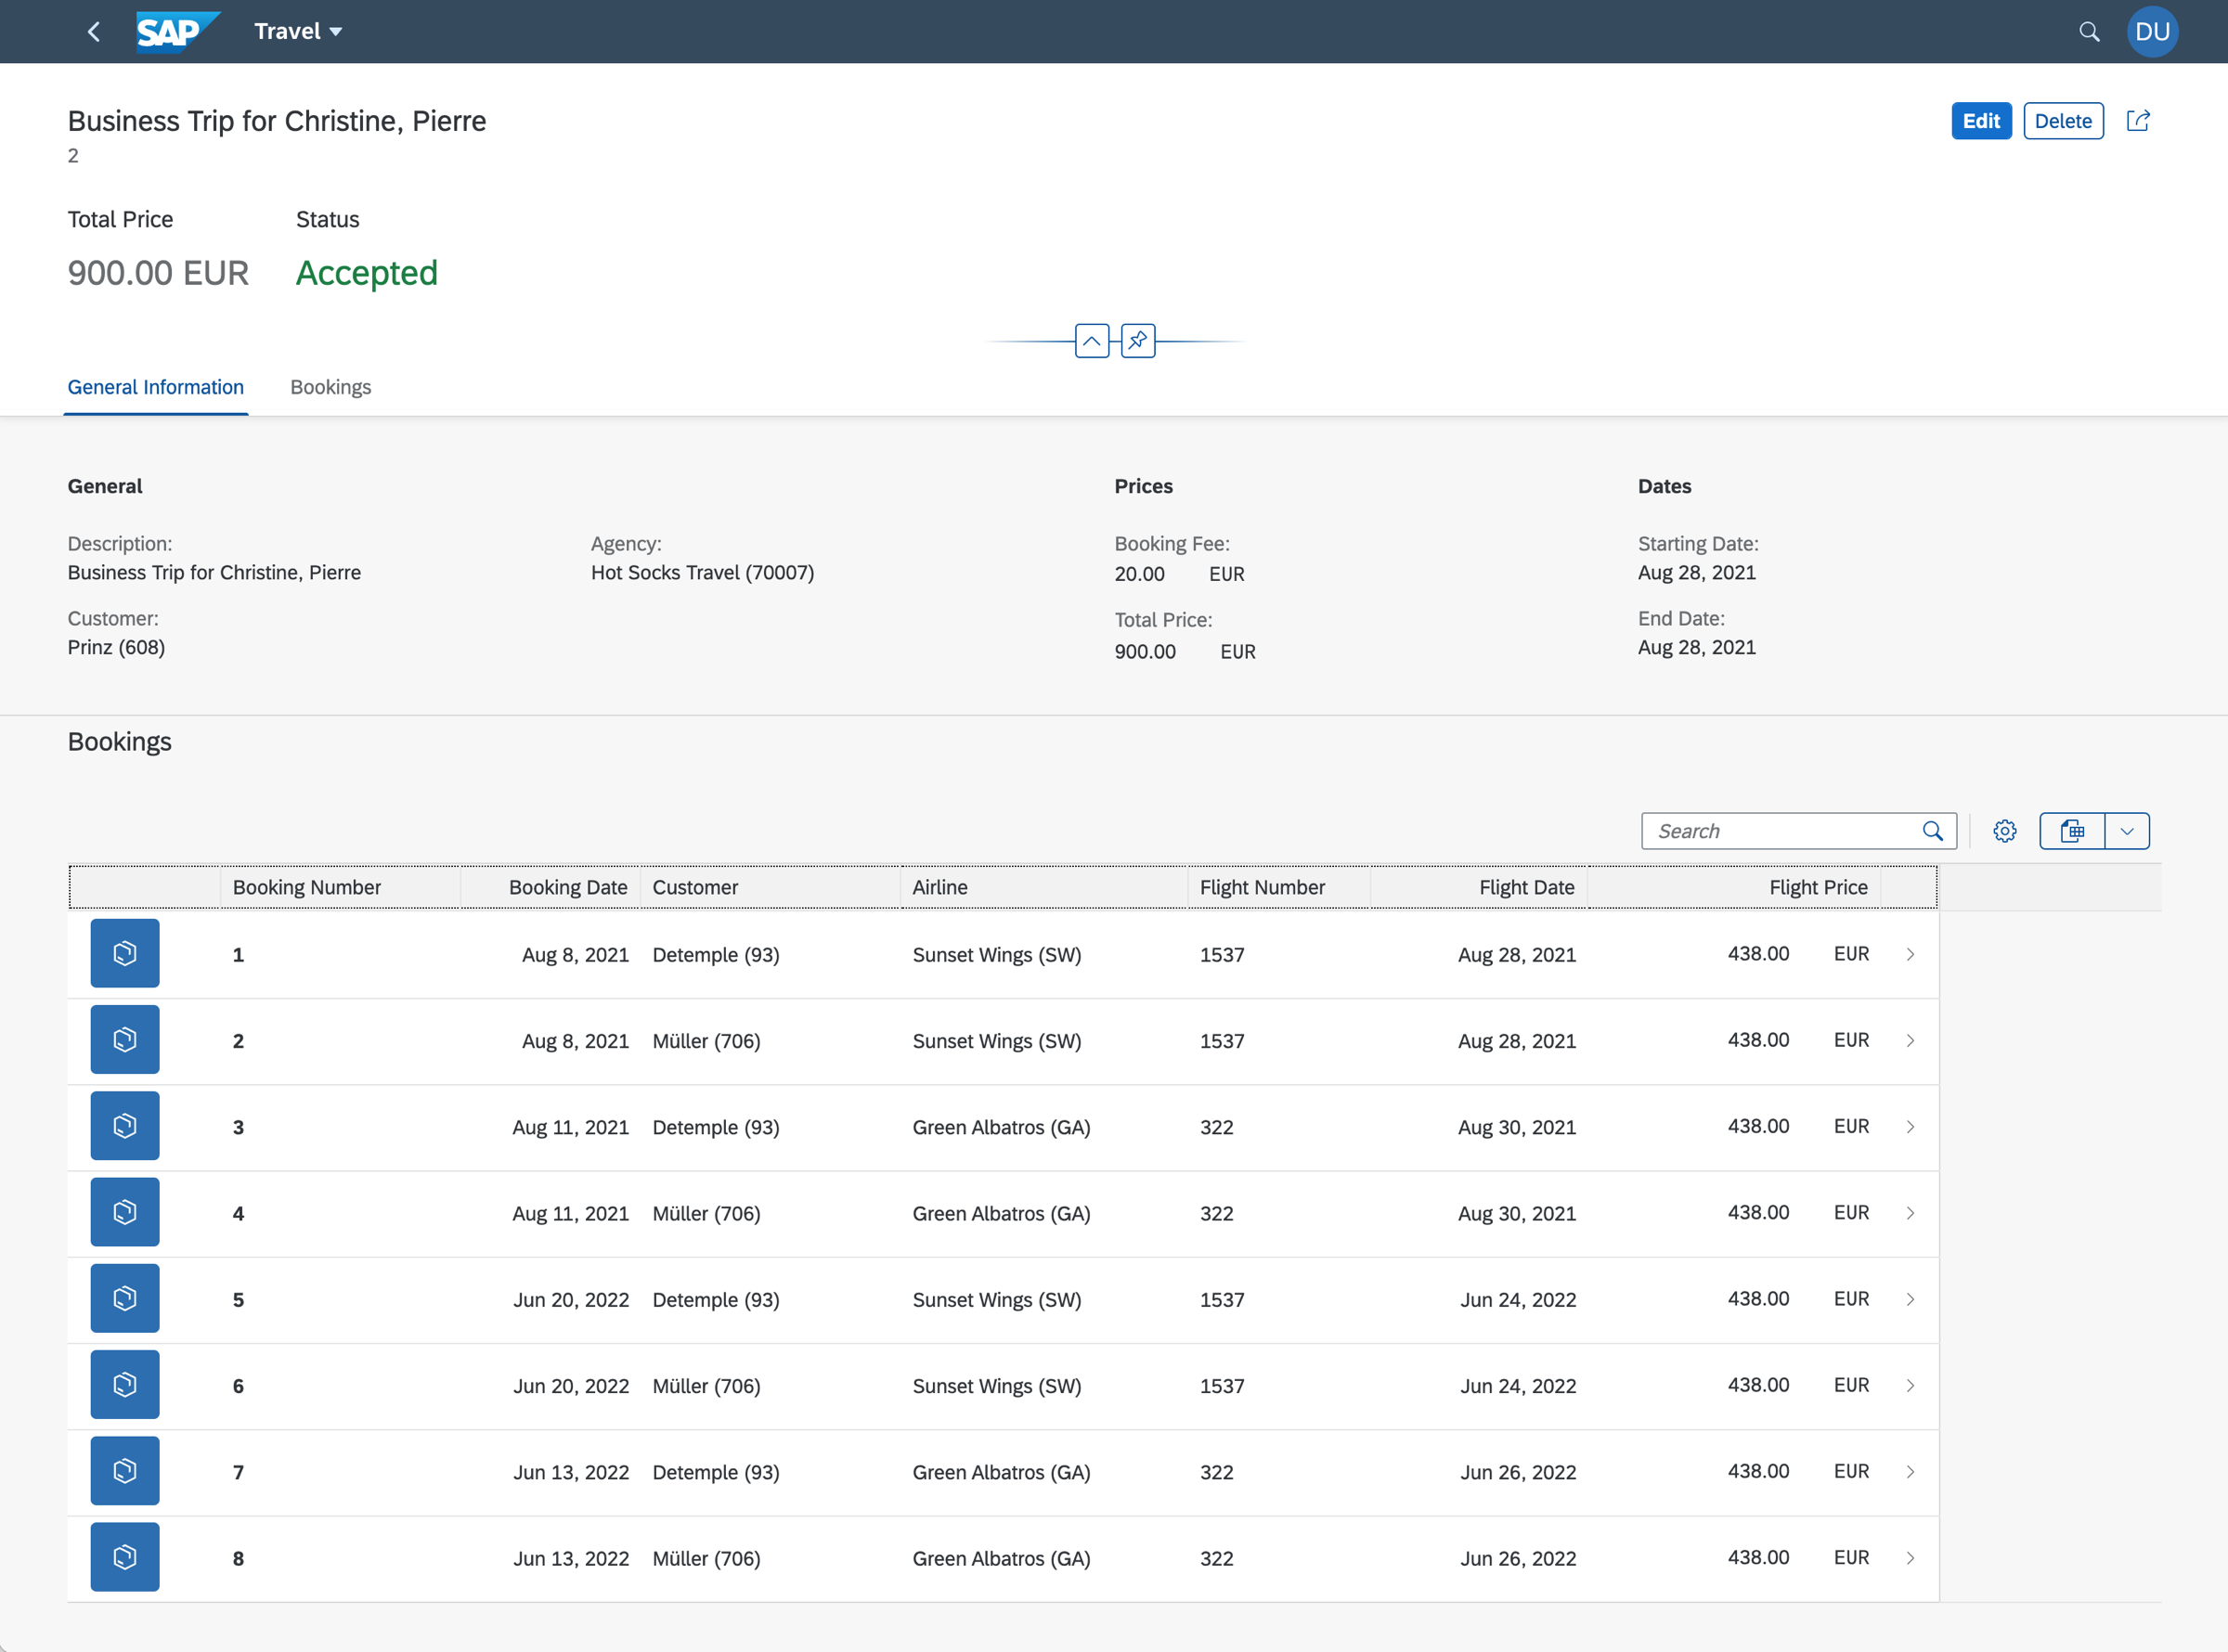 SAP Travel DU
Business Trip for Christine, Pierre Edit Delete
2
Total Price Status
900.00 EUR Accepted
General Information Bookings
General Prices Dates
Description: Agency: Booking Fee: Starting Date:
Business Trip for Christine, Pierre Hot Socks Travel (70007) 20.00 EUR Aug 28, 2021
Customer: Total Price: End Date:
Prinz (608) 900.00 EUR Aug 28, 2021
Bookings
Search
Booking Number Booking Date Customer Airline Flight Number Flight Date Flight Price
1 Aug 8, 2021 Detemple (93) Sunset Wings (SW) 1537 Aug 28, 2021 438.00 EUR
2 Aug 8, 2021 Müller (706) Sunset Wings (SW) 1537 Aug 28, 2021 438.00 EUR
3 Aug 11, 2021 Detemple (93) Green Albatros (GA) 322 Aug 30, 2021 438.00 EUR
4 Aug 11, 2021 Müller (706) Green Albatros (GA) 322 Aug 30, 2021 438.00 EUR
5 Jun 20, 2022 Detemple (93) Sunset Wings (SW) 1537 Jun 24, 2022 438.00 EUR
6 Jun 20, 2022 Müller (706) Sunset Wings (SW) 1537 Jun 24, 2022 438.00 EUR
7 Jun 13, 2022 Detemple (93) Green Albatros (GA) 322 Jun 26, 2022 438.00 EUR
8 Jun 13, 2022 Müller (706) Green Albatros (GA) 322 Jun 26, 2022 438.00 EUR